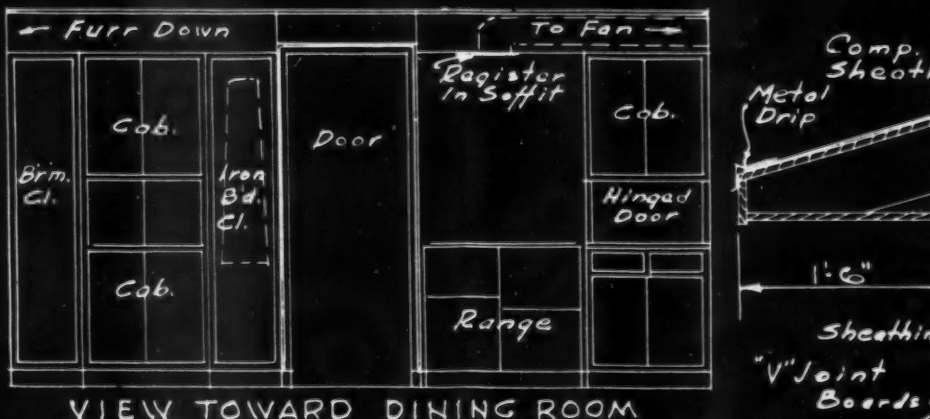 ← Furr Down
To Fan →
Register
In Soffit
Cab.
Door
Cab.
Brm.
Cl.
Iron
Bd.
Cl.
Hinged
Door
Cab.
Range
VIEW TOWARD DINING ROOM
Comp.
Metal
Drip
1'-6"
"V" Joint
Boards